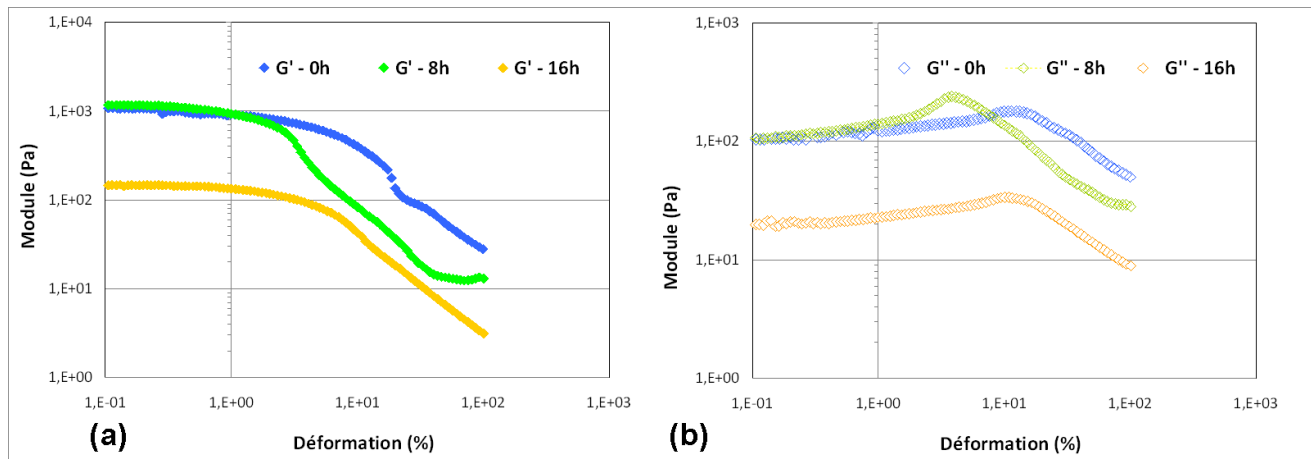 1,E+04
G' - 0h G' - 8h G' - 16h
1,E+03
1,E+02
1,E+01
1,E+00
Module (Pa)
1,E-01 1,E+00 1,E+01 1,E+02 1,E+03
Déformation (%)
(a)
1,E+03
G'' - 0h G'' - 8h G'' - 16h
1,E+02
1,E+01
1,E+00
Module (Pa)
1,E-01 1,E+00 1,E+01 1,E+02 1,E+03
Déformation (%)
(b)